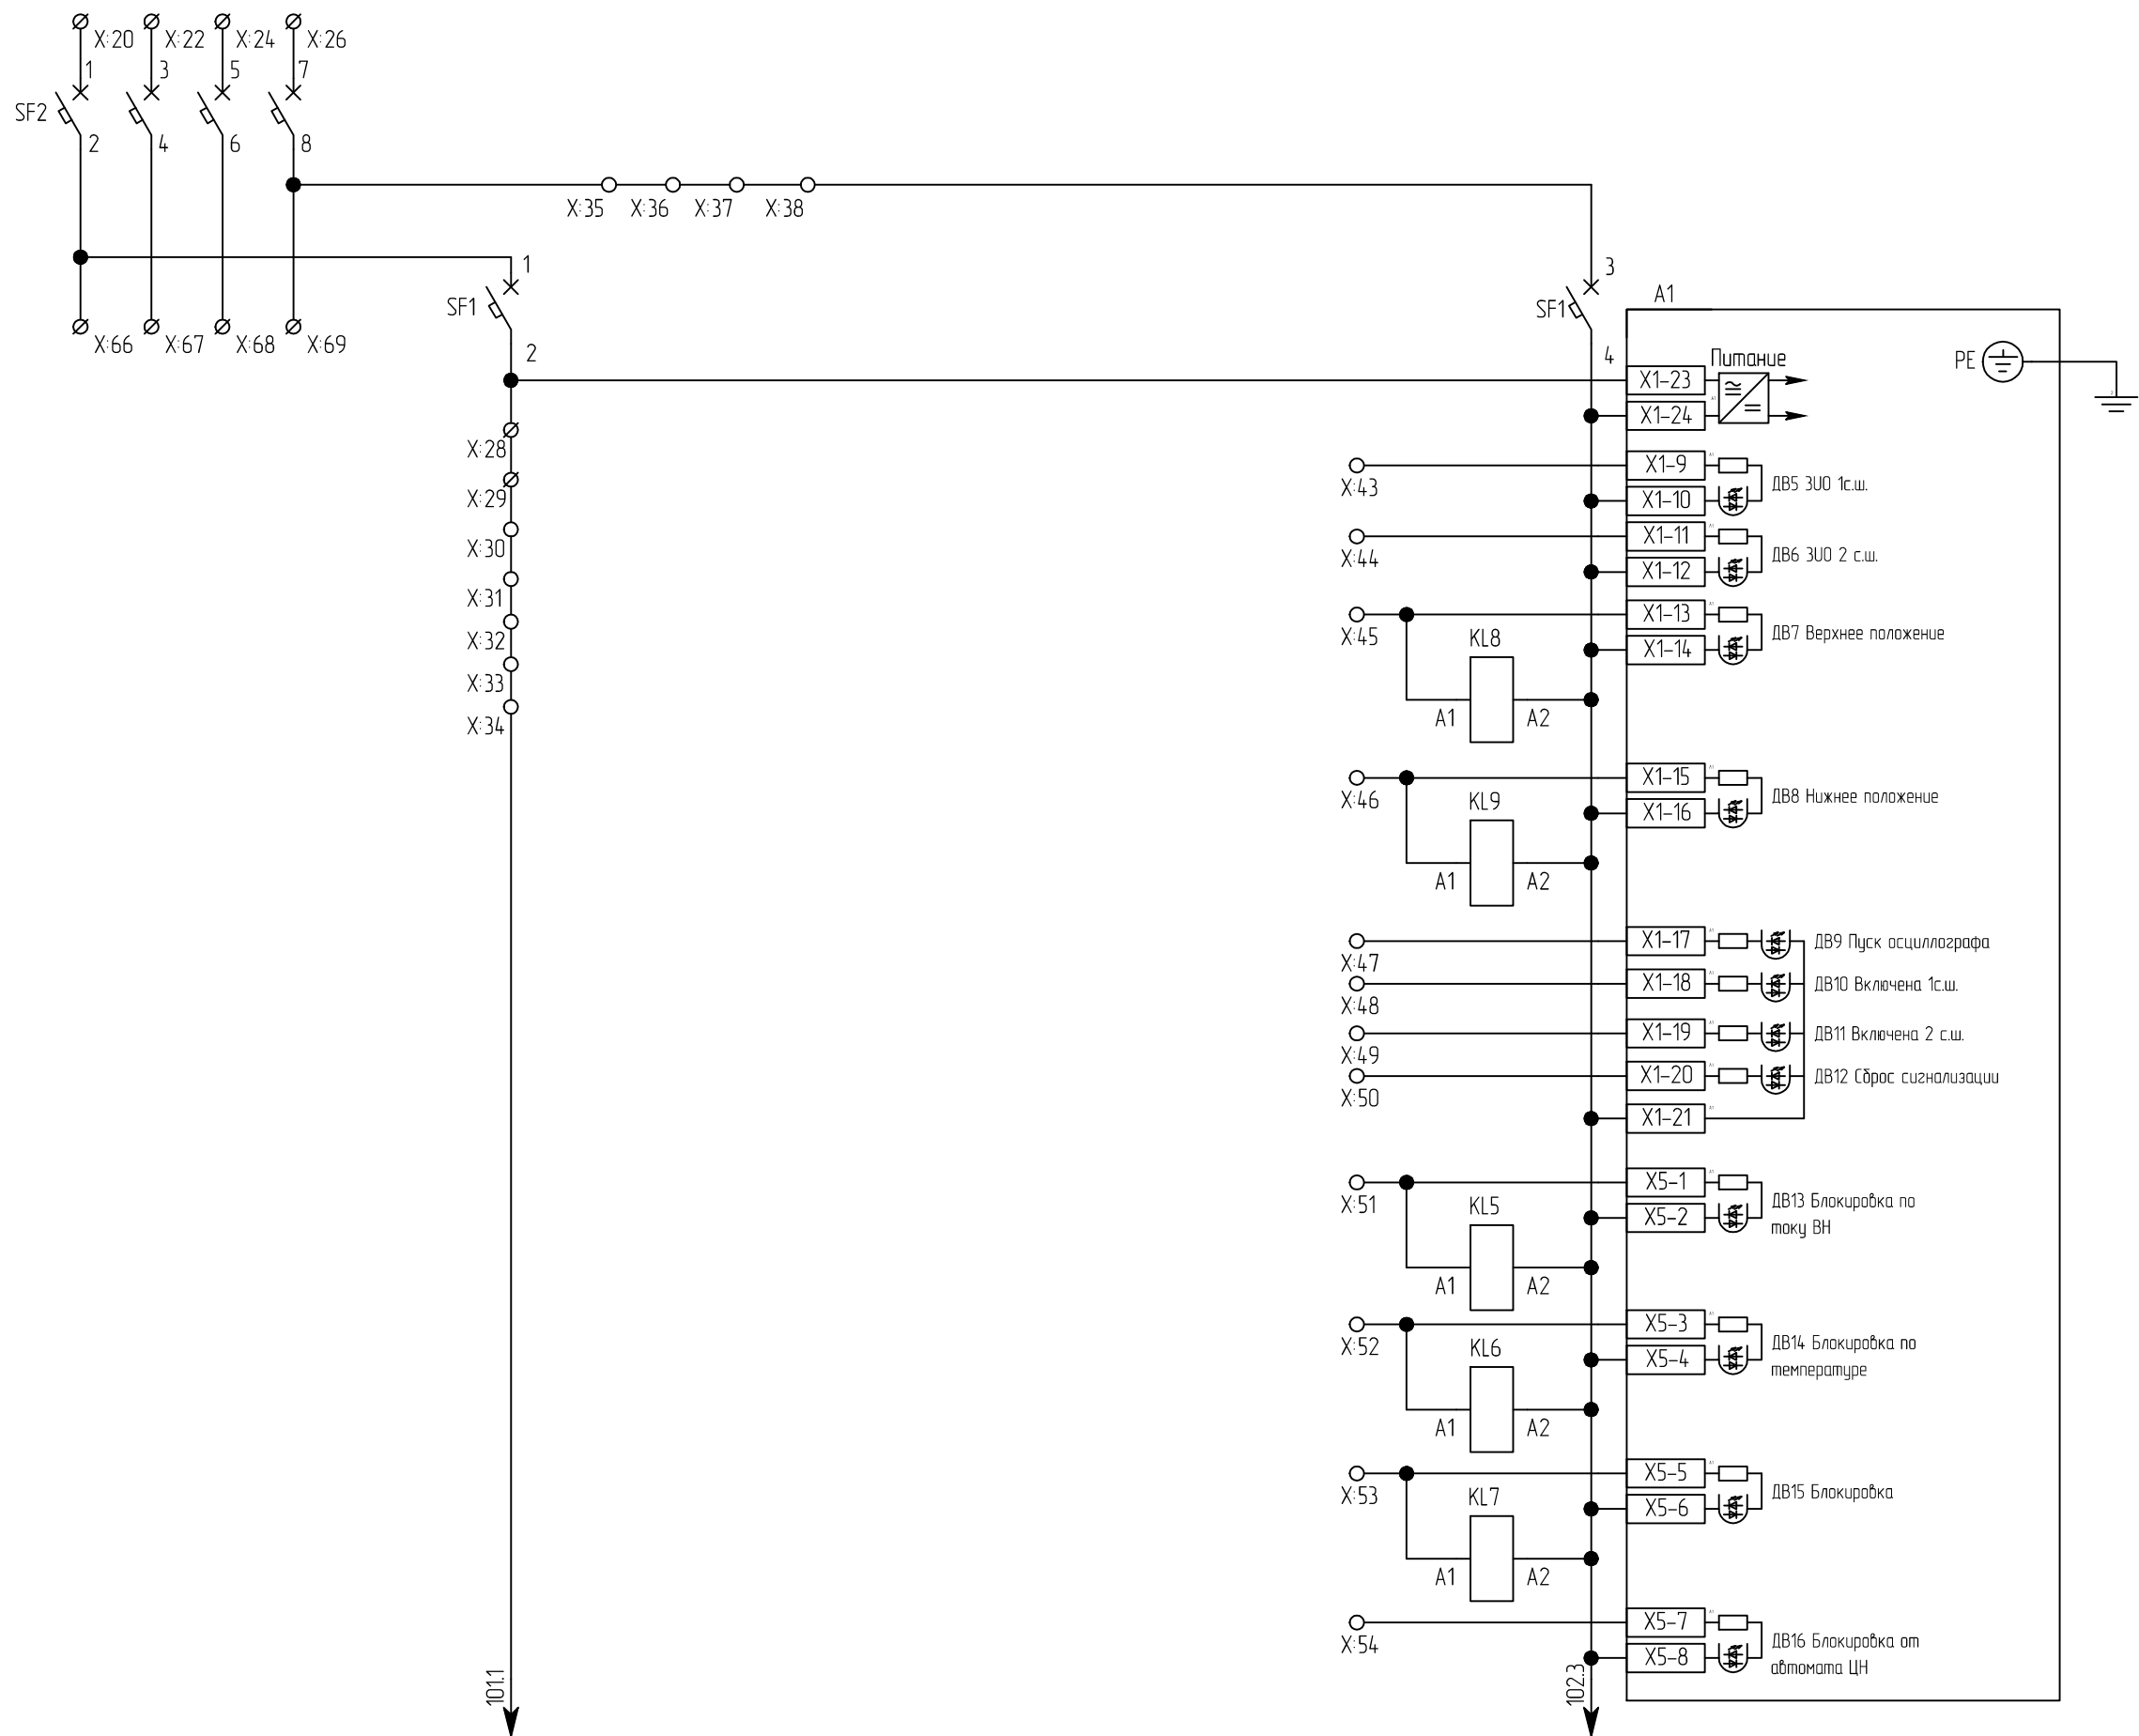 X:20 X:22 X:24 X:26
1 3 5 7
SF2
2 4 6 8
X:35 X:36 X:37 X:38
1 3
SF1 SF1 A1
X:66 X:67 X:68 X:69
2 4 Питание PE
X1-23
X1-24
X:28
X1-9
X:43 ДВ5 3U0 1с.ш.
X:29 X1-10
X1-11
X:30 X:44 ДВ6 3U0 2 с.ш.
X1-12
X:31
X1-13
X:32 X:45 KL8 ДВ7 Верхнее положение
X1-14
X:33
X:34 A1 A2
X1-15
X:46 KL9 ДВ8 Нижнее положение
X1-16
A1 A2
X1-17 ДВ9 Пуск осциллографа
X:47
X1-18 ДВ10 Включена 1с.ш.
X:48
X1-19 ДВ11 Включена 2 с.ш.
X:49
X1-20 ДВ12 Сброс сигнализации
X:50
X1-21
X5-1
X:51 KL5 ДВ13 Блокировка по
X5-2 току ВН
A1 A2
X5-3
X:52 KL6 ДВ14 Блокировка по
X5-4 температуре
A1 A2
X5-5
X:53 KL7 ДВ15 Блокировка
X5-6
A1 A2
X5-7
X:54 ДВ16 Блокировка от
X5-8 автомата ЦН
101.1 102.3